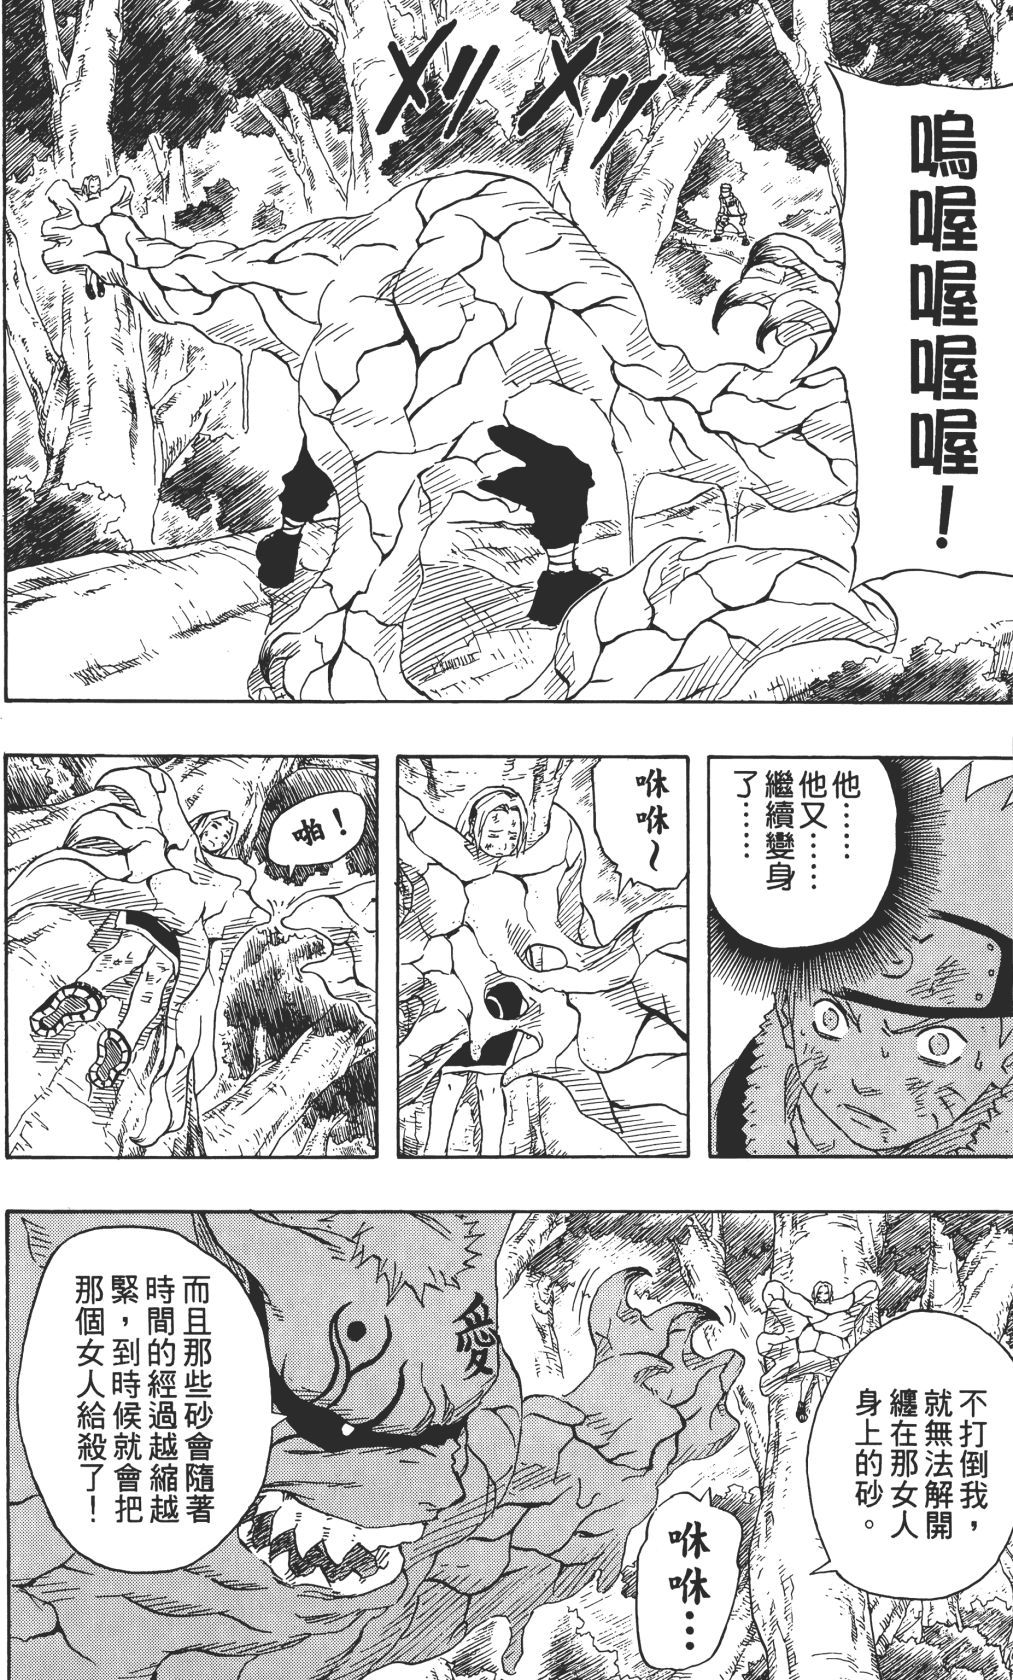 メリメリ
嗚喔喔喔喔！
他……
他又……
繼續變身
了……
咻咻～
啪！
不打倒我，
就無法解開
纏在那女人
身上的砂。
咻咻…
愛
而且那些砂會隨著
時間的經過越縮越
緊，到時候就會把
那個女人給殺了！